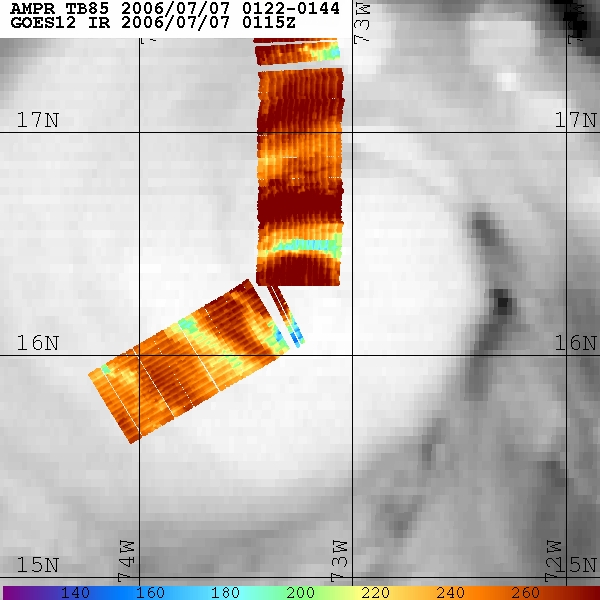 AMPR TB85 2006/07/07 0122-0144
GOES12 IR 2006/07/07 0115Z
73W
17N 17N
16N 16N
74W 73W 72W
15N 15N
140 160 180 200 220 240 260